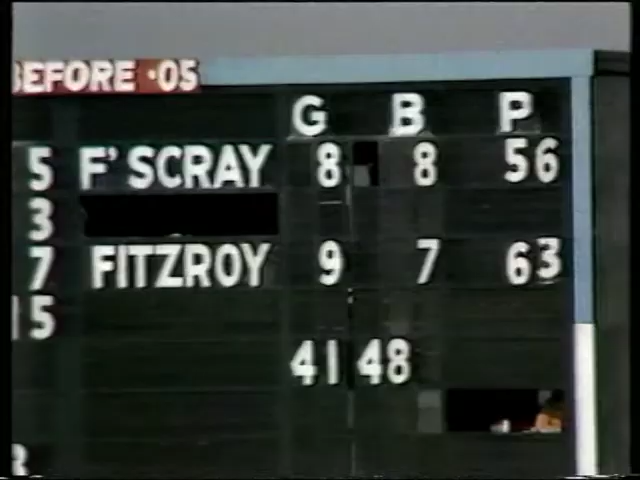 BEFORE .05
G B P
5 F' SCRAY 8 8 56
3
7 FITZROY 9 7 63
15
41 48